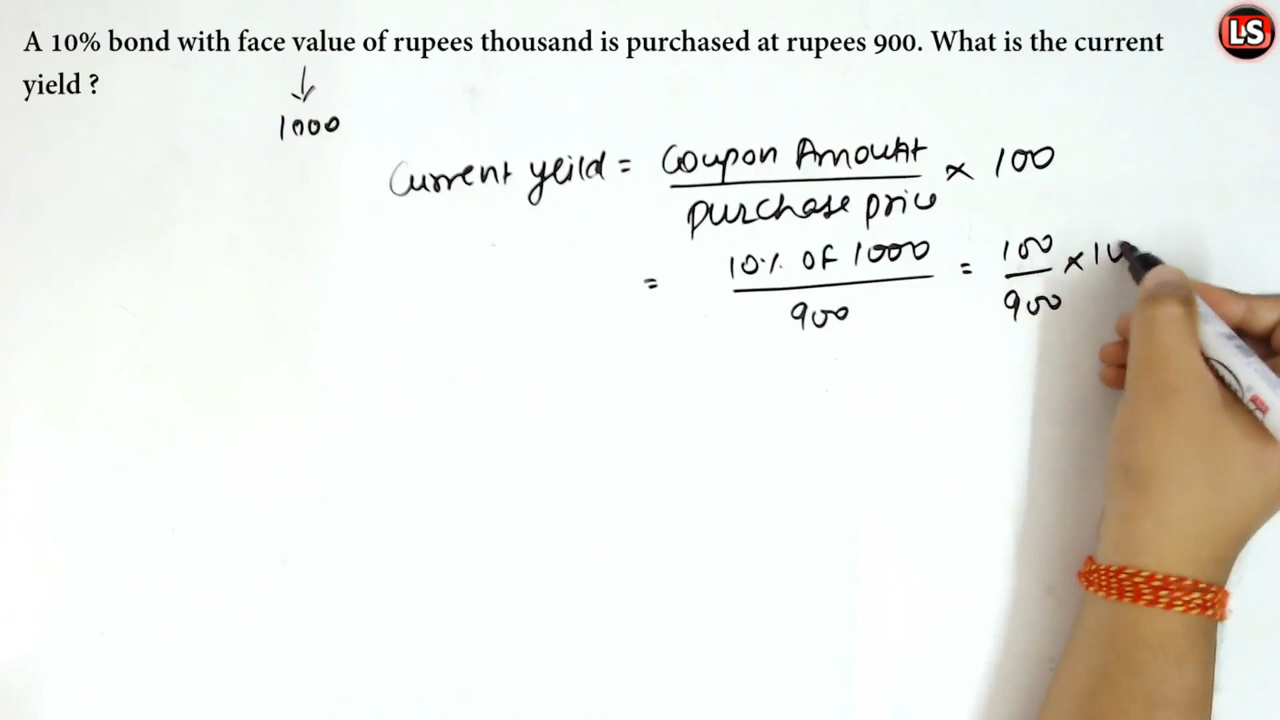 A 10% bond with face value of rupees thousand is purchased at rupees 900. What is the current
yield ?
LS
1000
Current yeild = Coupon Amount / purchase price × 100
= 10% OF 1000 / 900 = 100 / 900 × 10